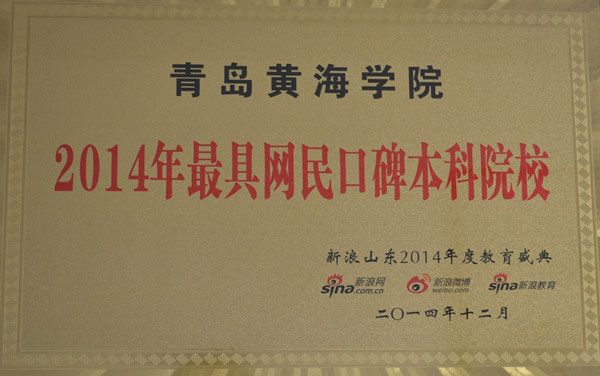 青岛黄海学院
2014年最具网民口碑本科院校
新浪山东2014年度教育盛典
sina新浪网 .com.cn 新浪微博 weibo.com sina新浪教育
二〇一四年十二月